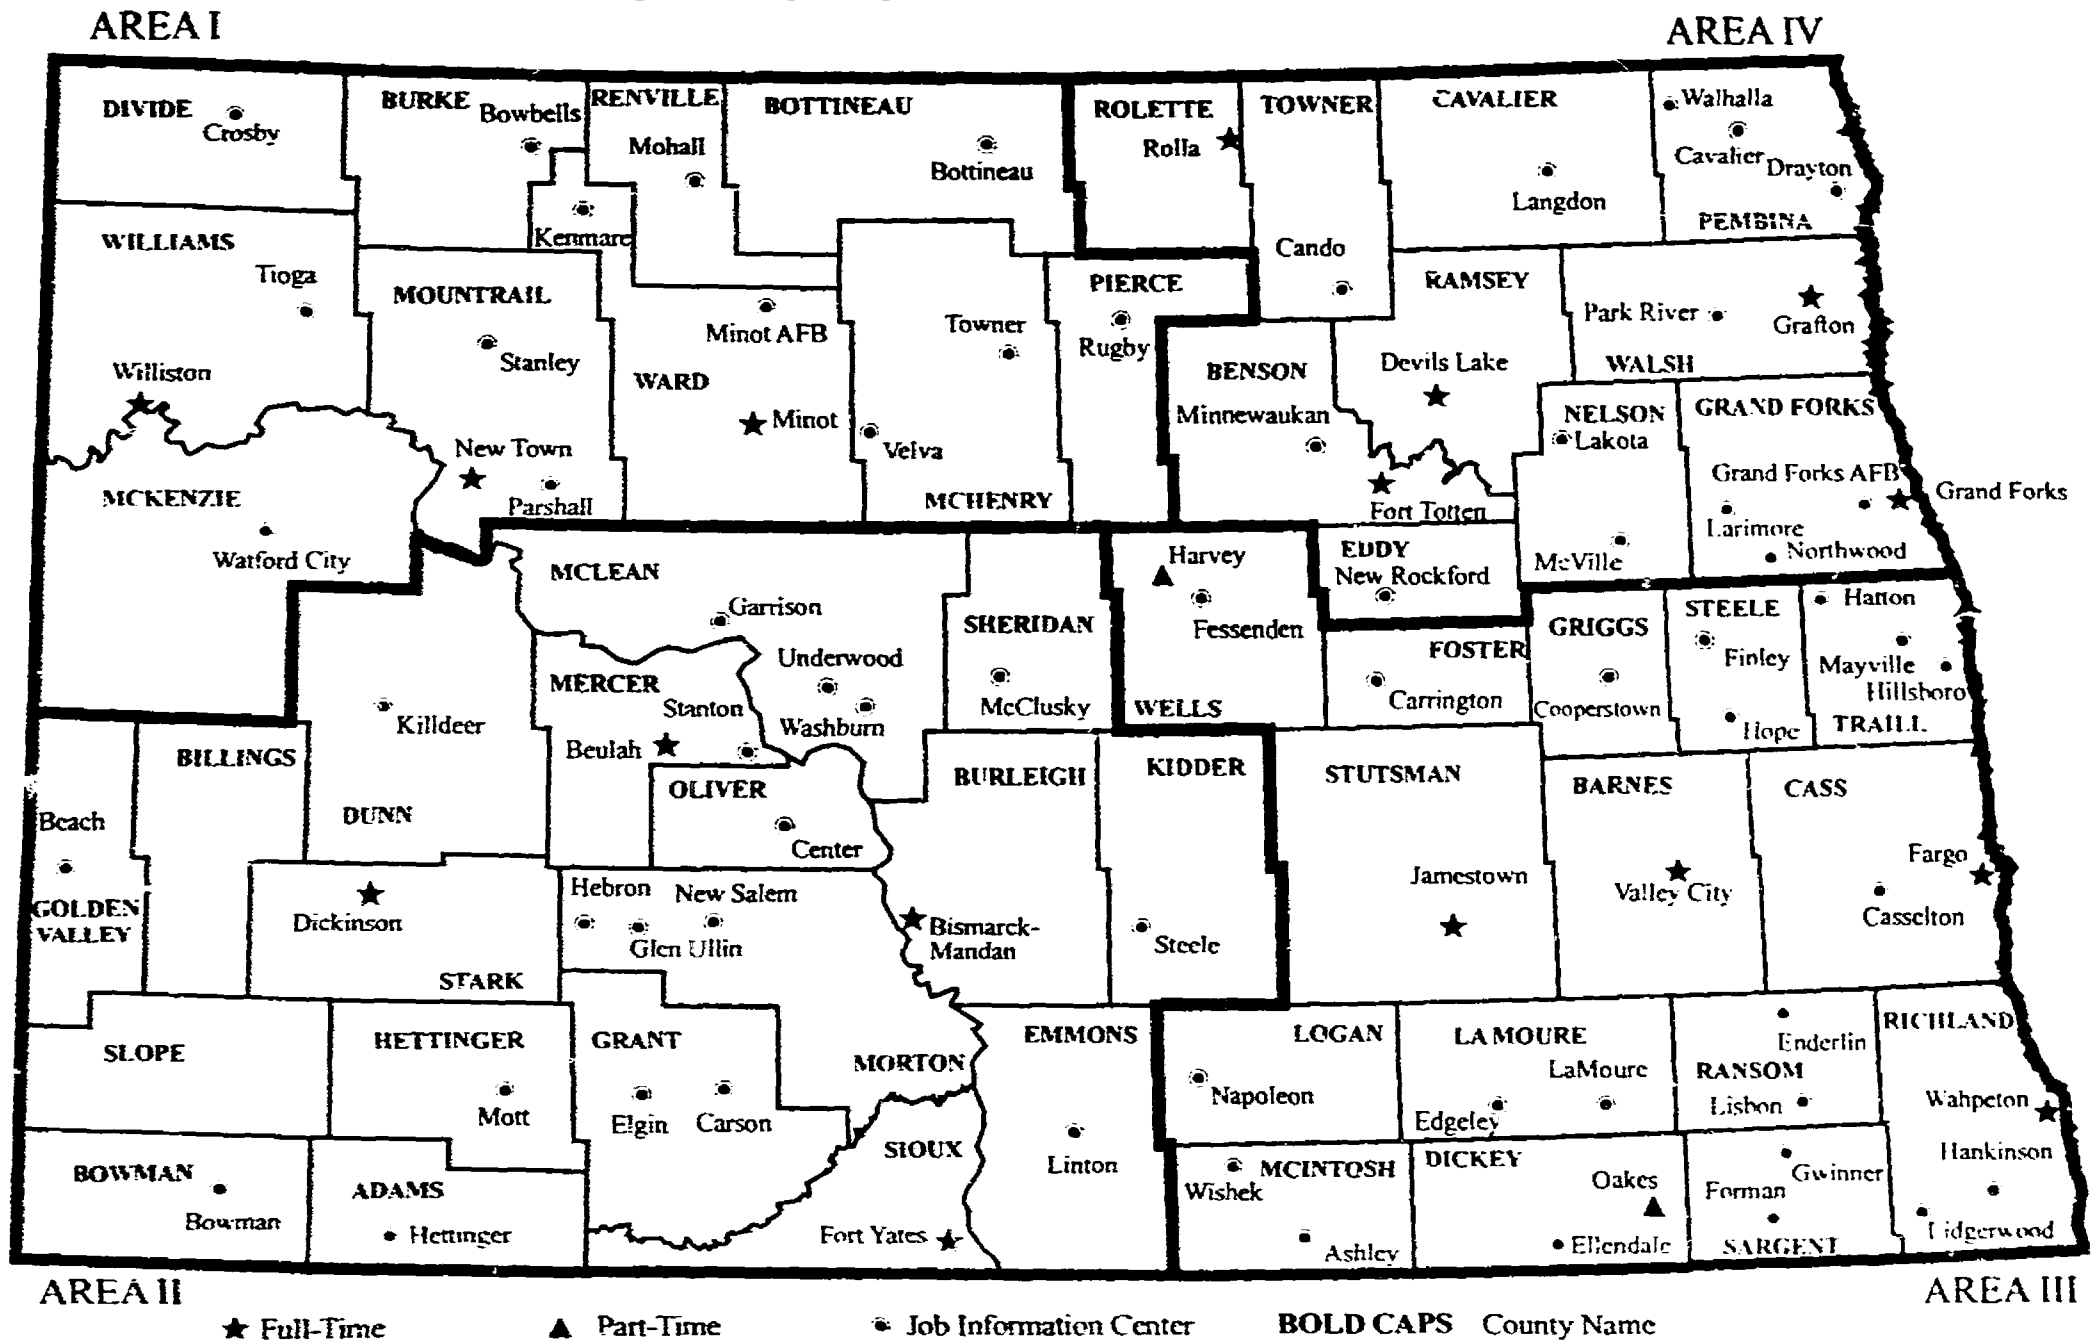 AREA I
AREA IV
DIVIDE
Crosby
BURKE
Bowbells
RENVILLE
Mohall
BOTTINEAU
Bottineau
ROLETTE
Rolla
TOWNER
Cando
CAVALIER
Langdon
Walhalla
Cavalier
Drayton
PEMBINA
WILLIAMS
Tioga
Williston
Kenmare
MOUNTRAIL
Stanley
New Town
Parshall
Minot AFB
WARD
Minot
Towner
Velva
MCHENRY
PIERCE
Rugby
BENSON
Minnewaukan
Fort Totten
RAMSEY
Devils Lake
Park River
Grafton
WALSH
NELSON
Lakota
McVille
GRAND FORKS
Grand Forks AFB
Grand Forks
Larimore
Northwood
MCKENZIE
Watford City
MCLEAN
Garrison
Underwood
Washburn
SHERIDAN
McClusky
Harvey
Fessenden
WELLS
EDDY
New Rockford
FOSTER
Carrington
GRIGGS
Cooperstown
STEELE
Finley
Hope
Hatton
Mayville
Hillsboro
TRAILL
Killdeer
DUNN
MERCER
Stanton
Beulah
OLIVER
Center
BILLINGS
Beach
GOLDEN
VALLEY
BURLEIGH
Bismarck-
Mandan
KIDDER
Steele
STUTSMAN
Jamestown
BARNES
Valley City
CASS
Fargo
Casselton
Dickinson
STARK
Hebron
New Salem
Glen Ullin
MORTON
SLOPE
HETTINGER
Mott
GRANT
Elgin
Carson
EMMONS
Linton
LOGAN
Napoleon
LA MOURE
LaMoure
Edgeley
Enderlin
RANSOM
Lisbon
RICHLAND
Wahpeton
Hankinson
Lidgerwood
BOWMAN
Bowman
ADAMS
Hettinger
SIOUX
Fort Yates
MCINTOSH
Wishek
Ashley
DICKEY
Oakes
Ellendale
Gwinner
Forman
SARGENT
AREA II
AREA III
Full-Time
Part-Time
Job Information Center
BOLD CAPS County Name